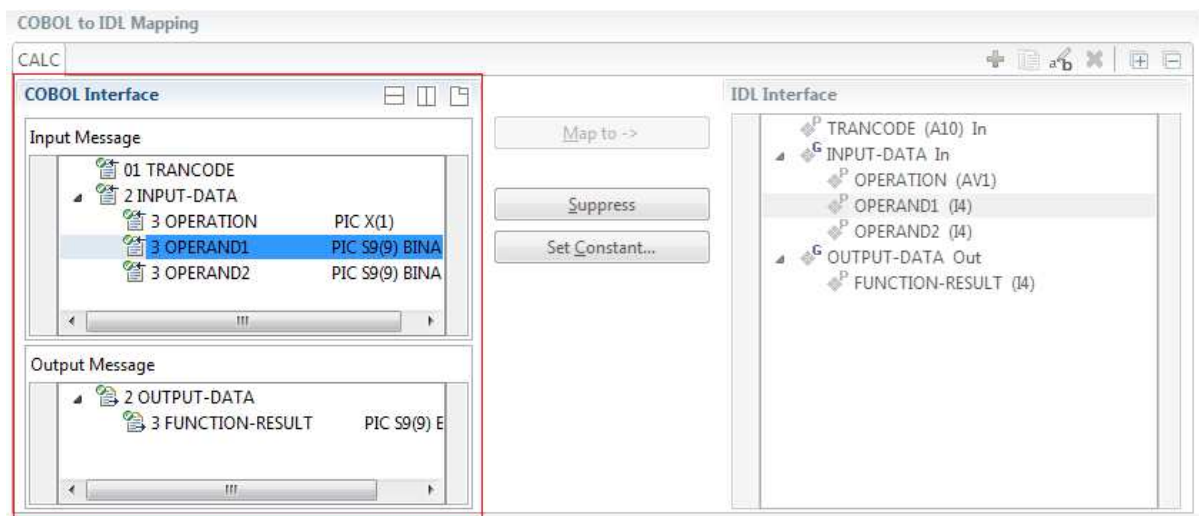 COBOL to IDL Mapping
CALC
COBOL Interface
Input Message
01 TRANCODE
2 INPUT-DATA
3 OPERATION PIC X(1)
3 OPERAND1 PIC S9(9) BINA
3 OPERAND2 PIC S9(9) BINA
Output Message
2 OUTPUT-DATA
3 FUNCTION-RESULT PIC S9(9) E
Map to ->
Suppress
Set Constant...
IDL Interface
TRANCODE (A10) In
INPUT-DATA In
OPERATION (AV1)
OPERAND1 (I4)
OPERAND2 (I4)
OUTPUT-DATA Out
FUNCTION-RESULT (I4)